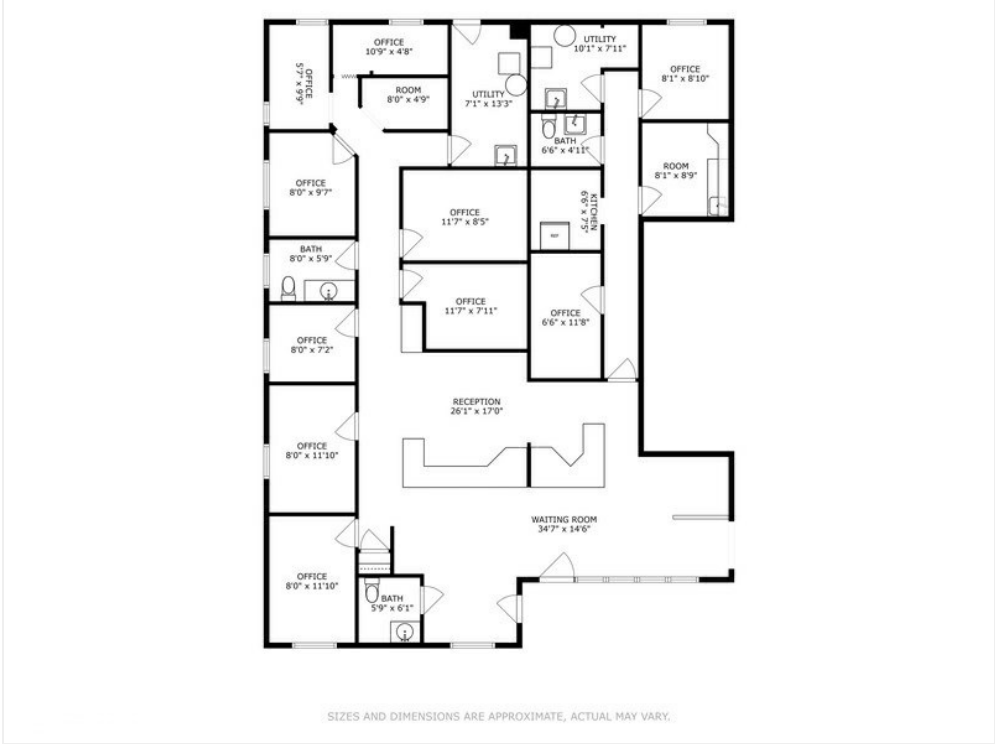 OFFICE
10'9" x 4'8"
UTILITY
10'1" x 7'11"
OFFICE
5'7" x 9'9"
OFFICE
8'1" x 8'10"
ROOM
8'0" x 4'9"
UTILITY
7'1" x 13'3"
BATH
6'6" x 4'11"
ROOM
8'1" x 8'9"
OFFICE
8'0" x 9'7"
OFFICE
11'7" x 8'5"
KITCHEN
6'6" x 7'5"
BATH
8'0" x 5'9"
OFFICE
11'7" x 7'11"
OFFICE
6'6" x 11'8"
OFFICE
8'0" x 7'2"
RECEPTION
26'1" x 17'0"
OFFICE
8'0" x 11'10"
WAITING ROOM
34'7" x 14'6"
OFFICE
8'0" x 11'10"
BATH
5'9" x 6'1"
SIZES AND DIMENSIONS ARE APPROXIMATE, ACTUAL MAY VARY.